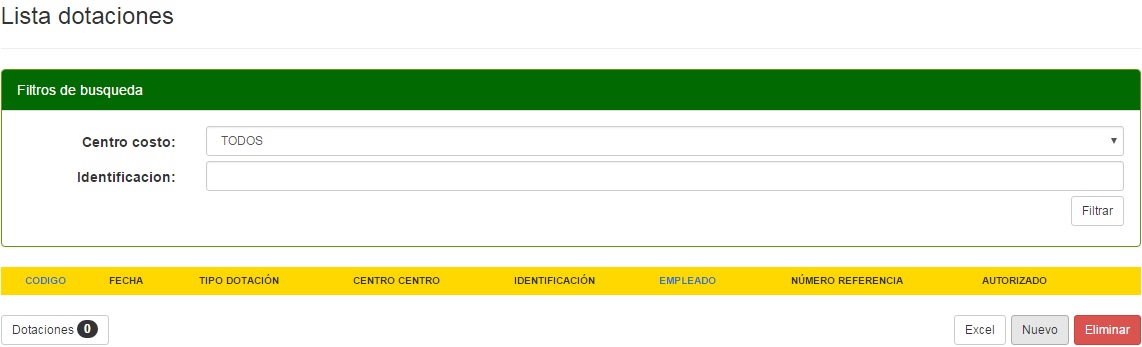 Lista dotaciones
Filtros de busqueda
Centro costo: TODOS
Identificacion:
Filtrar
CODIGO FECHA TIPO DOTACIÓN CENTRO CENTRO IDENTIFICACIÓN EMPLEADO NÚMERO REFERENCIA AUTORIZADO
Dotaciones 0 Excel Nuevo Eliminar